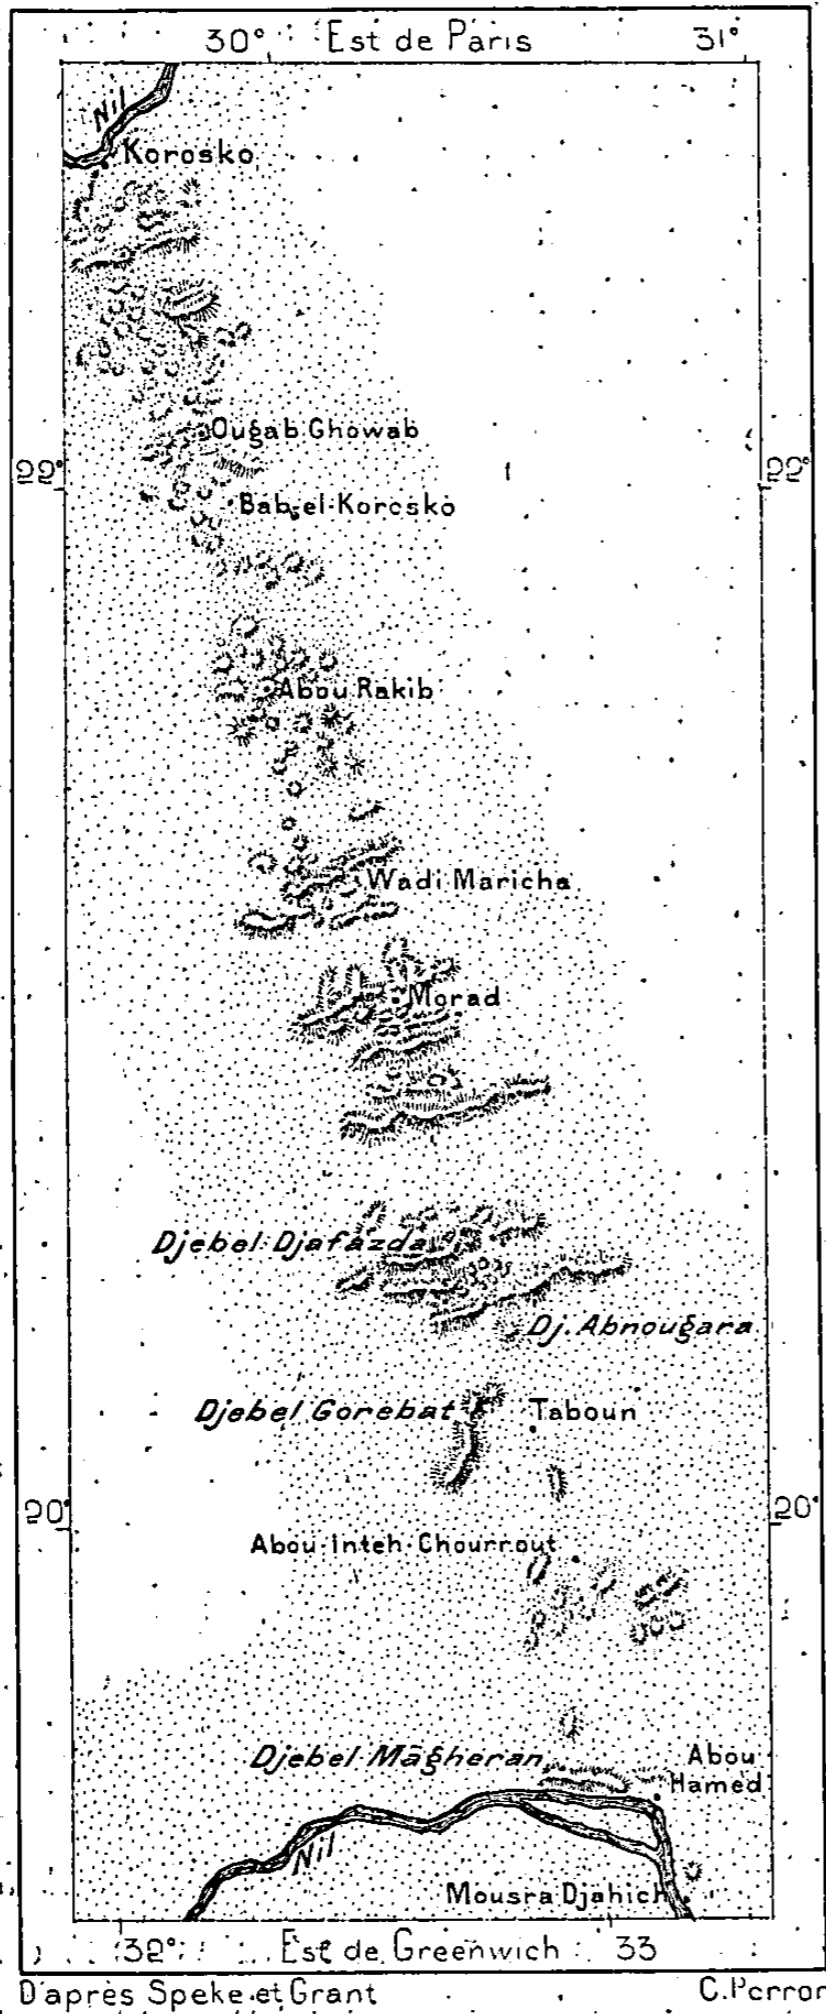 30° Est de Paris 31°
Nil
Korosko
Ougab Ghowab
22° 22°
Bab-el-Korosko
Abou Rakib
Wadi Maricha
Morad
Djebel Djafazda
Dj. Abnougara
Djebel Gorebat
Taboun
20° 20°
Abou Inteh Chourrout
Djebel Magheran
Abou
Hamed
Nil
Mousra Djahich
32° Est de Greenwich 33
D'après Speke et Grant C. Perron